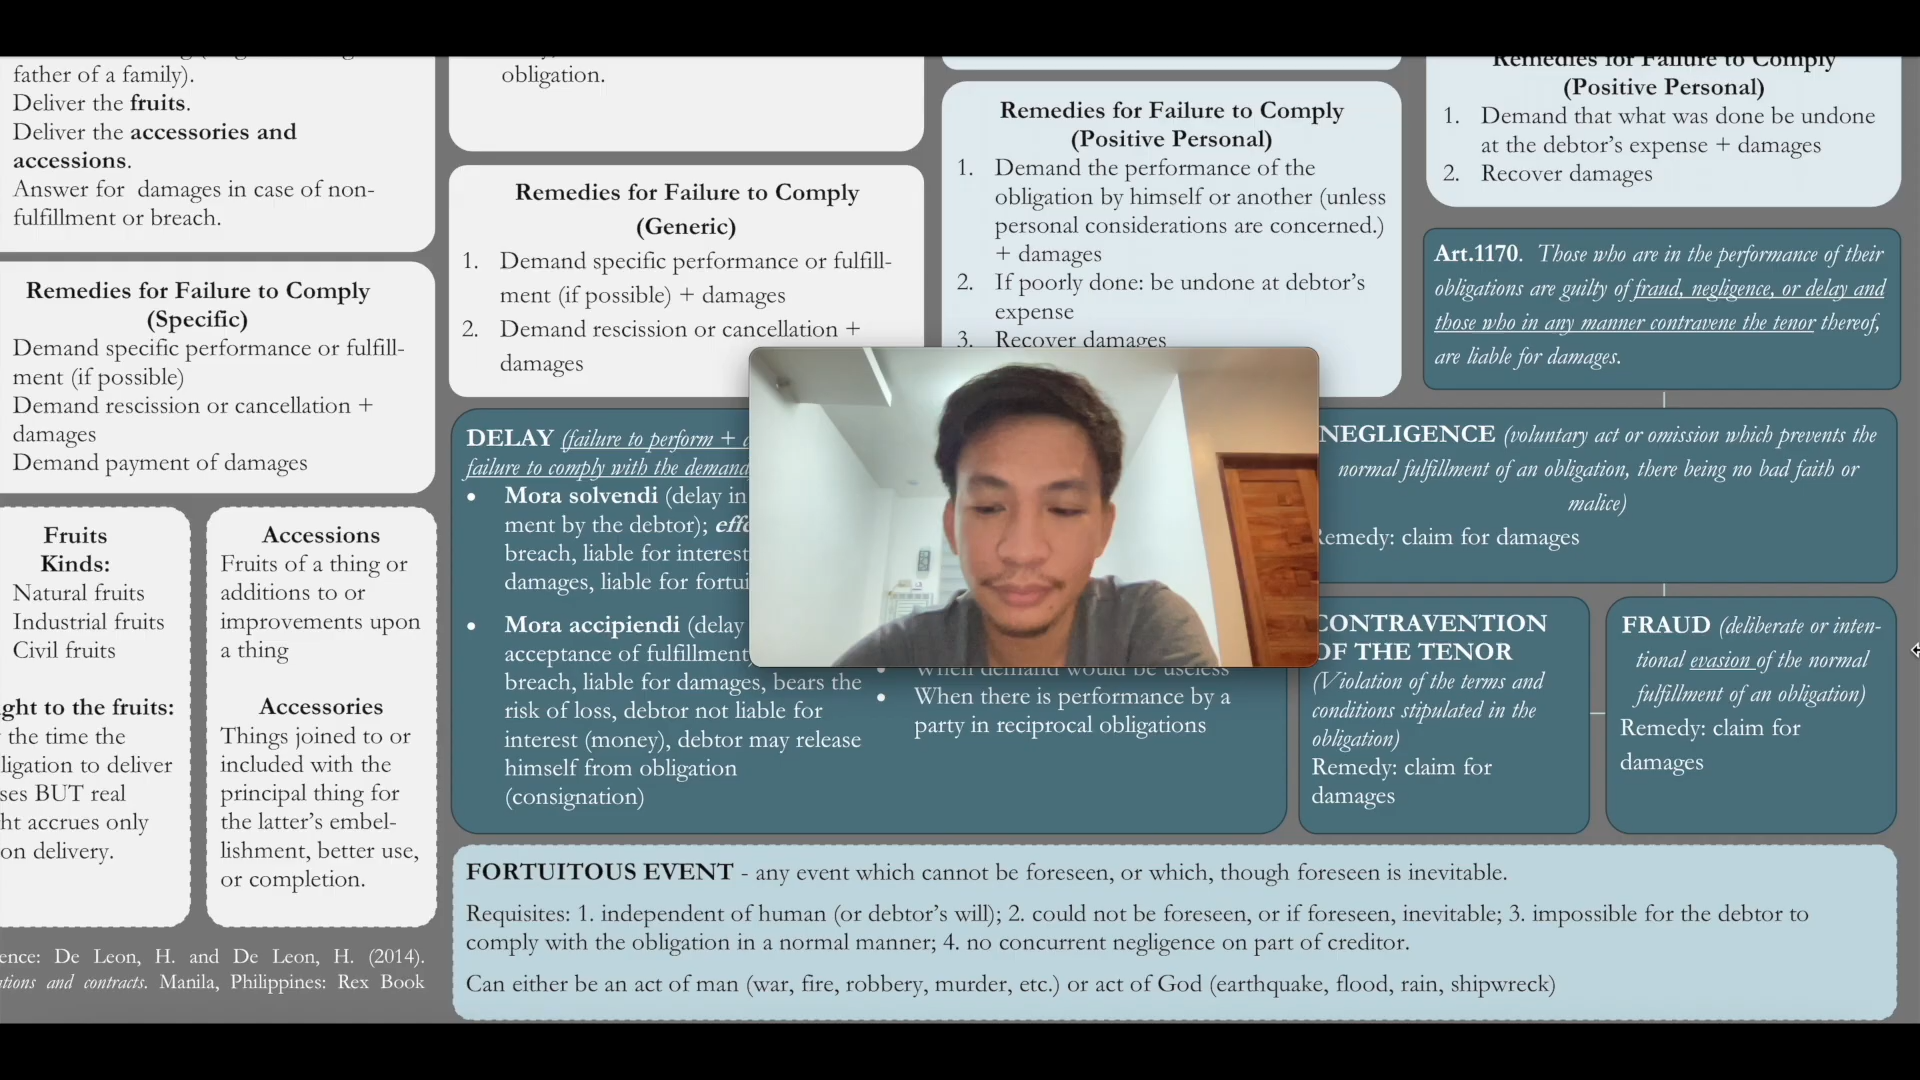 father of a family).
Deliver the fruits.
Deliver the accessories and
accessions.
Answer for damages in case of non-
fulfillment or breach.
Remedies for Failure to Comply
(Specific)
Demand specific performance or fulfill-
ment (if possible)
Demand rescission or cancellation +
damages
Demand payment of damages
Fruits
Kinds:
Natural fruits
Industrial fruits
Civil fruits
ght to the fruits:
the time the
ligation to deliver
ses BUT real
ht accrues only
on delivery.
Accessions
Fruits of a thing or
additions to or
improvements upon
a thing
Accessories
Things joined to or
included with the
principal thing for
the latter's embel-
lishment, better use,
or completion.
ence: De Leon, H. and De Leon, H. (2014).
tions and contracts. Manila, Philippines: Rex Book
obligation.
Remedies for Failure to Comply
(Generic)
1. Demand specific performance or fulfill-
ment (if possible) + damages
2. Demand rescission or cancellation +
damages
Remedies for Failure to Comply
(Positive Personal)
1. Demand the performance of the
obligation by himself or another (unless
personal considerations are concerned.)
+ damages
2. If poorly done: be undone at debtor's
expense
3. Recover damages
Remedies for Failure to Comply
(Positive Personal)
1. Demand that what was done be undone
at the debtor's expense + damages
2. Recover damages
Art.1170. Those who are in the performance of their
obligations are guilty of fraud, negligence, or delay and
those who in any manner contravene the tenor thereof,
are liable for damages.
DELAY (failure to perform +
failure to comply with the demand
• Mora solvendi (delay in
ment by the debtor); effe
breach, liable for interest
damages, liable for fortui
• Mora accipiendi (delay
acceptance of fulfillment
breach, liable for damages, bears the
risk of loss, debtor not liable for
interest (money), debtor may release
himself from obligation
(consignation)
• When demand would be useless
• When there is performance by a
party in reciprocal obligations
NEGLIGENCE (voluntary act or omission which prevents the
normal fulfillment of an obligation, there being no bad faith or
malice)
Remedy: claim for damages
CONTRAVENTION
OF THE TENOR
(Violation of the terms and
conditions stipulated in the
obligation)
Remedy: claim for
damages
FRAUD (deliberate or inten-
tional evasion of the normal
fulfillment of an obligation)
Remedy: claim for
damages
FORTUITOUS EVENT - any event which cannot be foreseen, or which, though foreseen is inevitable.
Requisites: 1. independent of human (or debtor's will); 2. could not be foreseen, or if foreseen, inevitable; 3. impossible for the debtor to
comply with the obligation in a normal manner; 4. no concurrent negligence on part of creditor.
Can either be an act of man (war, fire, robbery, murder, etc.) or act of God (earthquake, flood, rain, shipwreck)